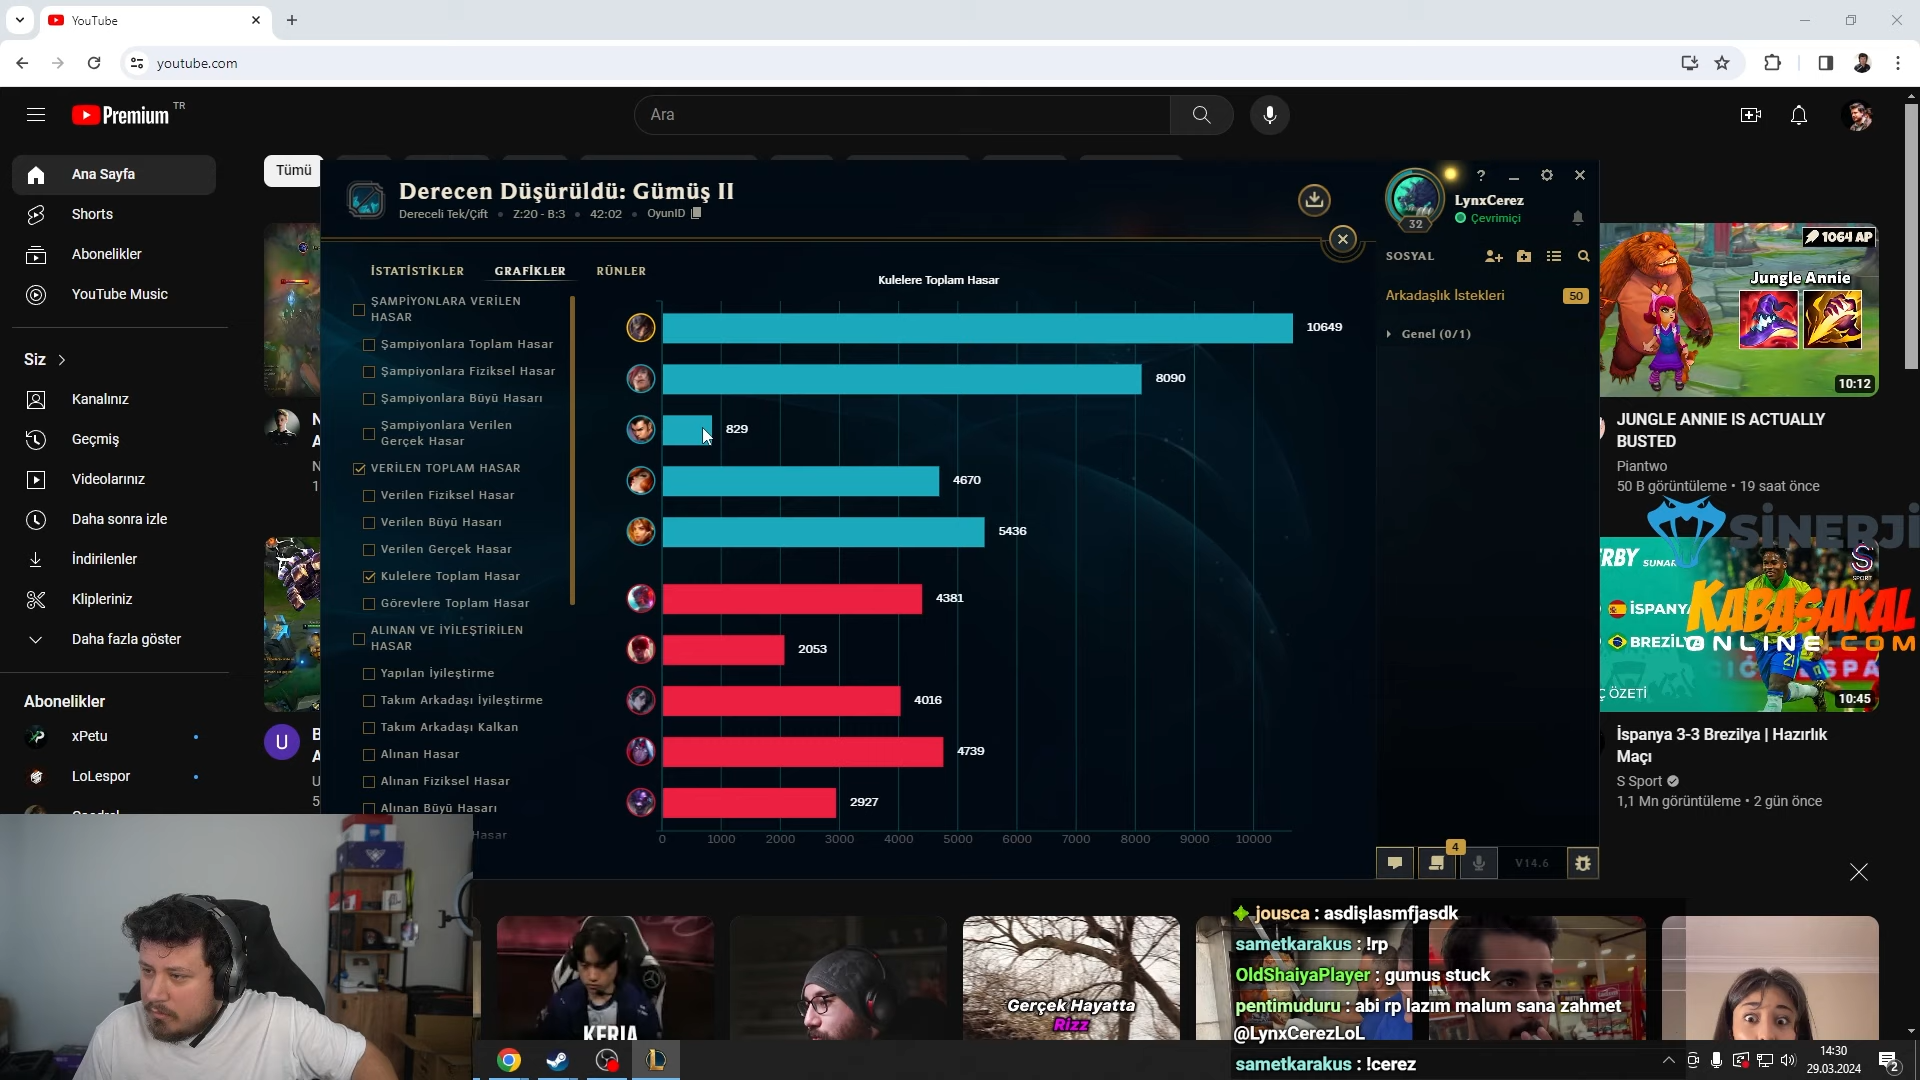 YouTube
youtube.com
Premium TR
Ara
Ana Sayfa
Shorts
Abonelikler
YouTube Music
Siz
Kanalınız
Geçmiş
Videolarınız
Daha sonra izle
İndirilenler
Klipleriniz
Daha fazla göster
Abonelikler
xPetu
LoLespor
Tümü
Derecen Düşürüldü: Gümüş II
Dereceli Tek/Çift • Z:20 - B:3 • 42:02 • OyunID
İSTATİSTİKLER GRAFİKLER RÜNLER
ŞAMPİYONLARA VERİLEN
HASAR
Şampiyonlara Toplam Hasar
Şampiyonlara Fiziksel Hasar
Şampiyonlara Büyü Hasarı
Şampiyonlara Verilen
Gerçek Hasar
VERİLEN TOPLAM HASAR
Verilen Fiziksel Hasar
Verilen Büyü Hasarı
Verilen Gerçek Hasar
Kulelere Toplam Hasar
Görevlere Toplam Hasar
ALINAN VE İYİLEŞTİRİLEN
HASAR
Yapılan İyileştirme
Takım Arkadaşı İyileştirme
Takım Arkadaşı Kalkan
Alınan Hasar
Alınan Fiziksel Hasar
Alınan Büyü Hasarı
Hasar
Kulelere Toplam Hasar
10649
8090
829
4670
5436
4381
2053
4016
4739
2927
0 1000 2000 3000 4000 5000 6000 7000 8000 9000 10000
32
LynxCerez
Çevrimiçi
SOSYAL
Arkadaşlık İstekleri 50
Genel (0/1)
4
V14.6
1064 AP
Jungle Annie
10:12
JUNGLE ANNIE IS ACTUALLY
BUSTED
Piantwo
50 B görüntüleme • 19 saat önce
SİNERJİ
KABASAKAL
ONLINE.COM
İSPANYA
10:45
İspanya 3-3 Brezilya | Hazırlık
Maçı
S Sport
1,1 Mn görüntüleme • 2 gün önce
U
KERIA
Gerçek Hayatta
Rizz
jousca : asdişlasmfjasdk
sametkarakus : !rp
OldShaiyaPlayer : gumus stuck
pentimuduru : abi rp lazım malum sana zahmet
@LynxCerezLoL
sametkarakus : !cerez
14:30
29.03.2024
2